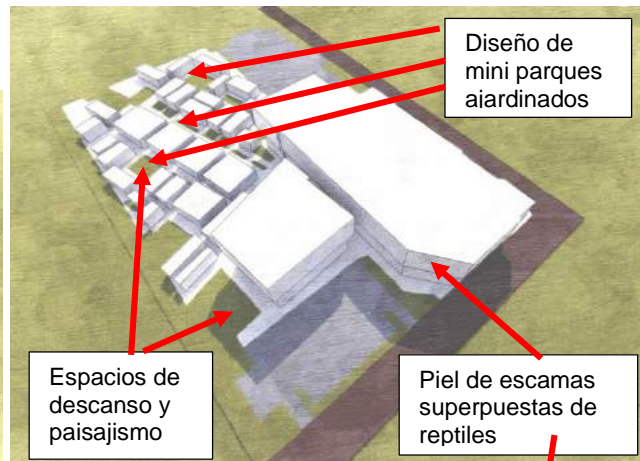 Diseño de
mini parques
ajardinados
Espacios de
descanso y
paisajismo
Piel de escamas
superpuestas de
reptiles